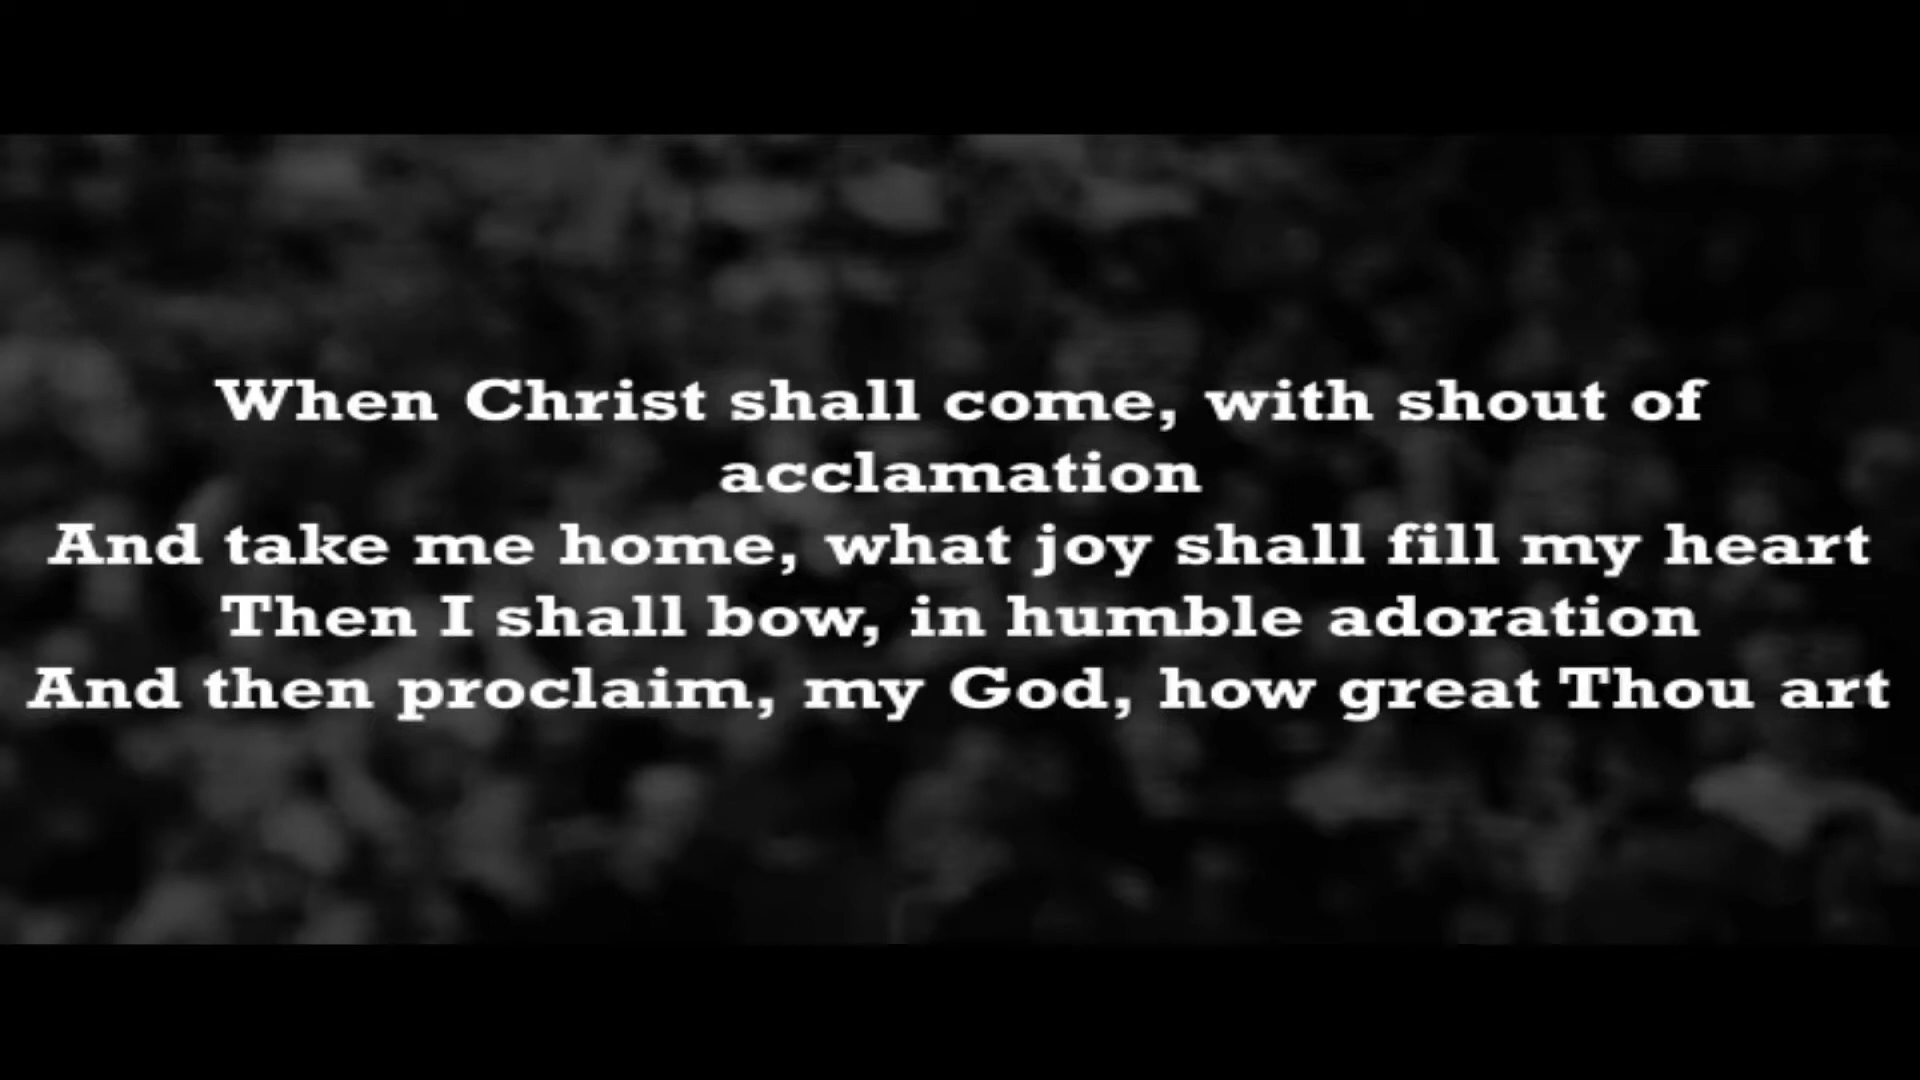 When Christ shall come, with shout of
acclamation
And take me home, what joy shall fill my heart
Then I shall bow, in humble adoration
And then proclaim, my God, how great Thou art